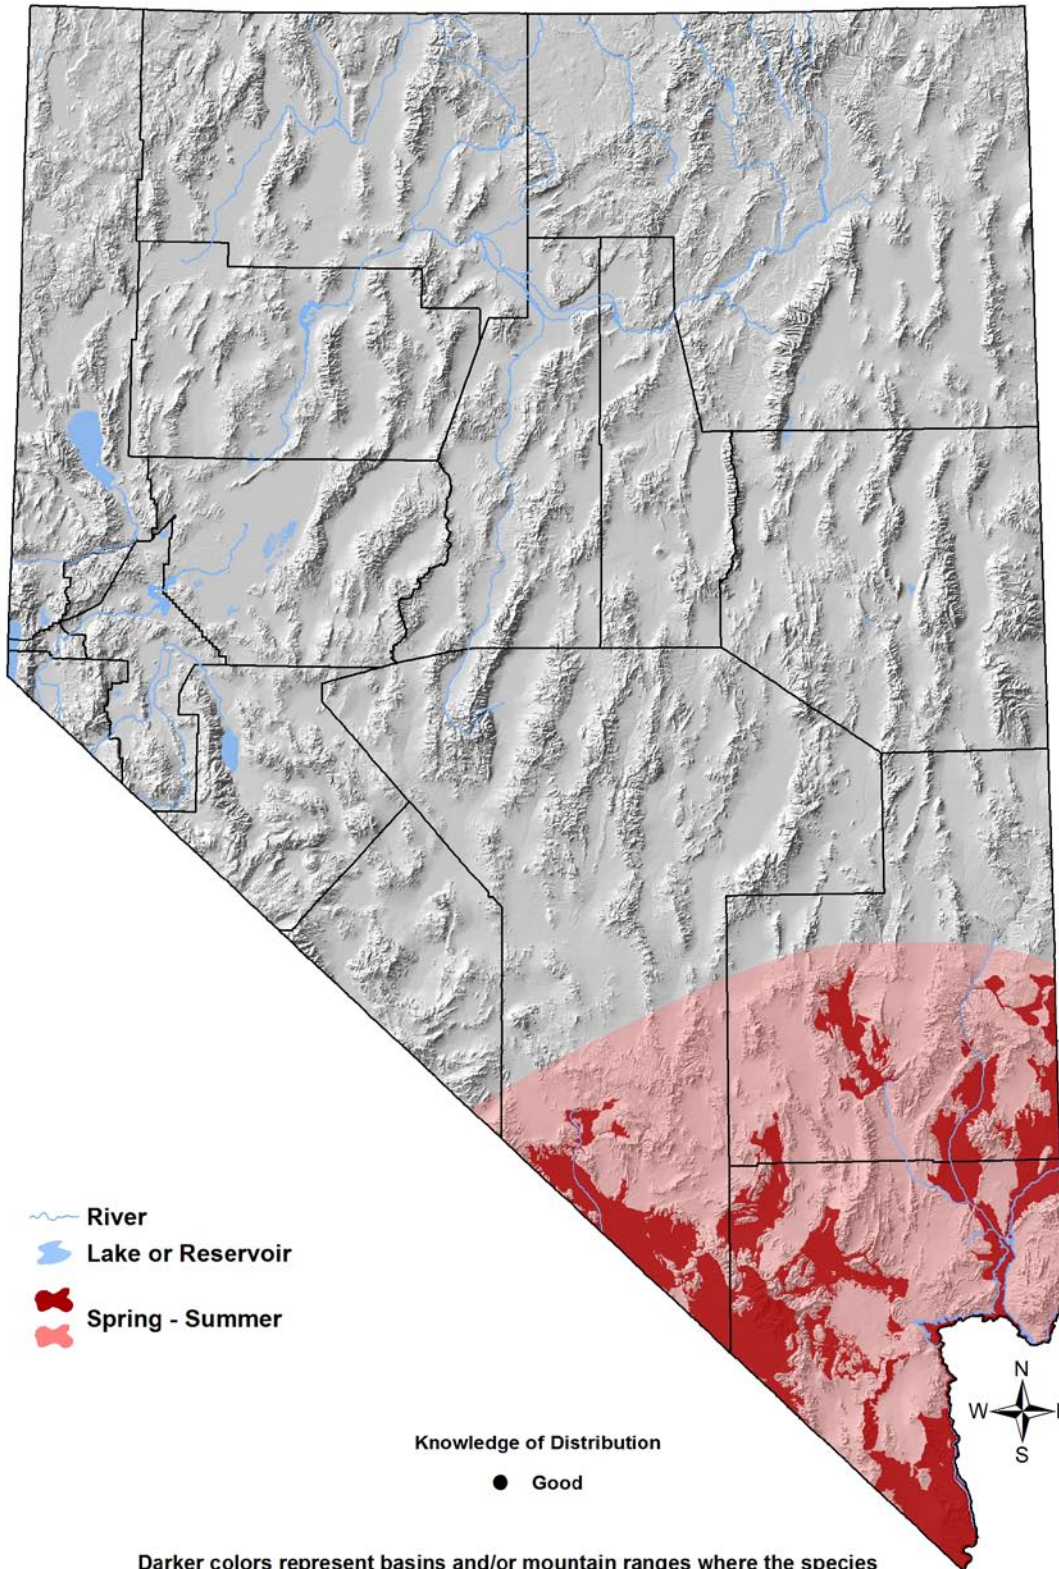 River
Lake or Reservoir
Spring - Summer
N
W
S
Knowledge of Distribution
Good
Darker colors represent basins and/or mountain ranges where the species